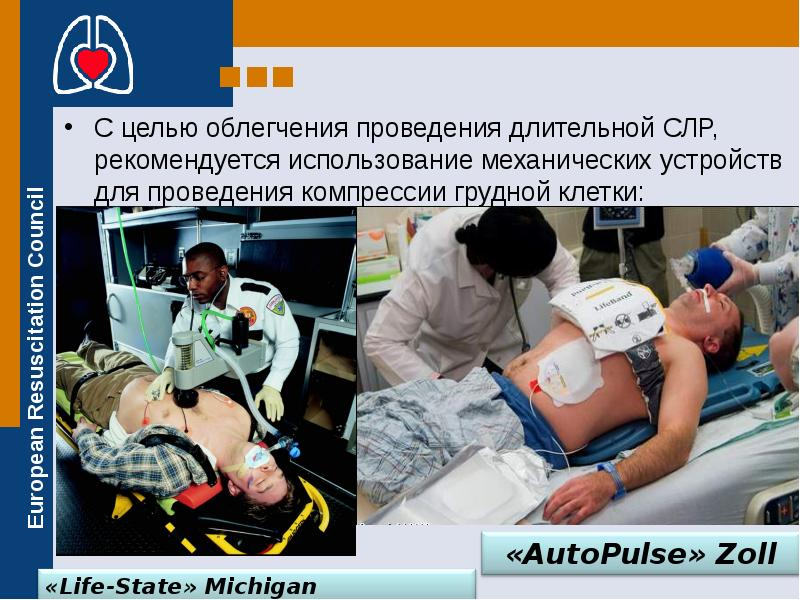 • С целью облегчения проведения длительной СЛР,
рекомендуется использование механических устройств
для проведения компрессии грудной клетки:
European Resuscitation Council
LifeBand
«AutoPulse» Zoll
«Life-State» Michigan